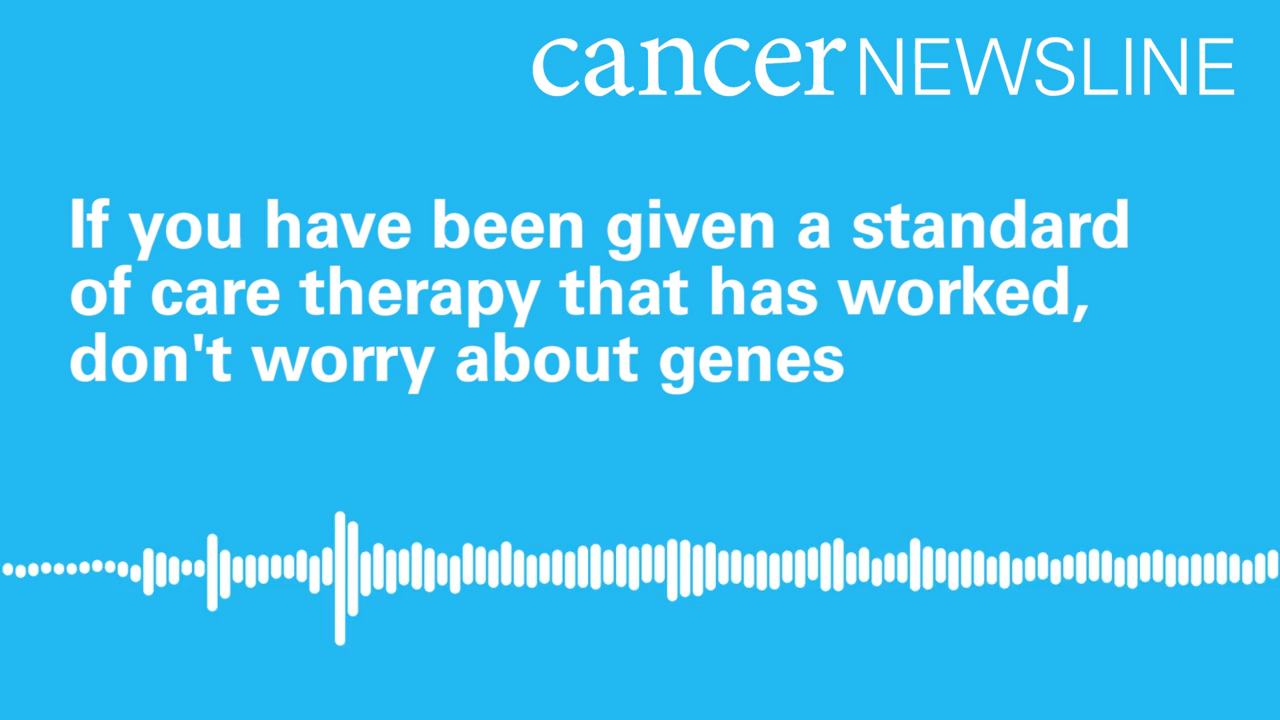 cancer NEWSLINE
If you have been given a standard
of care therapy that has worked,
don't worry about genes